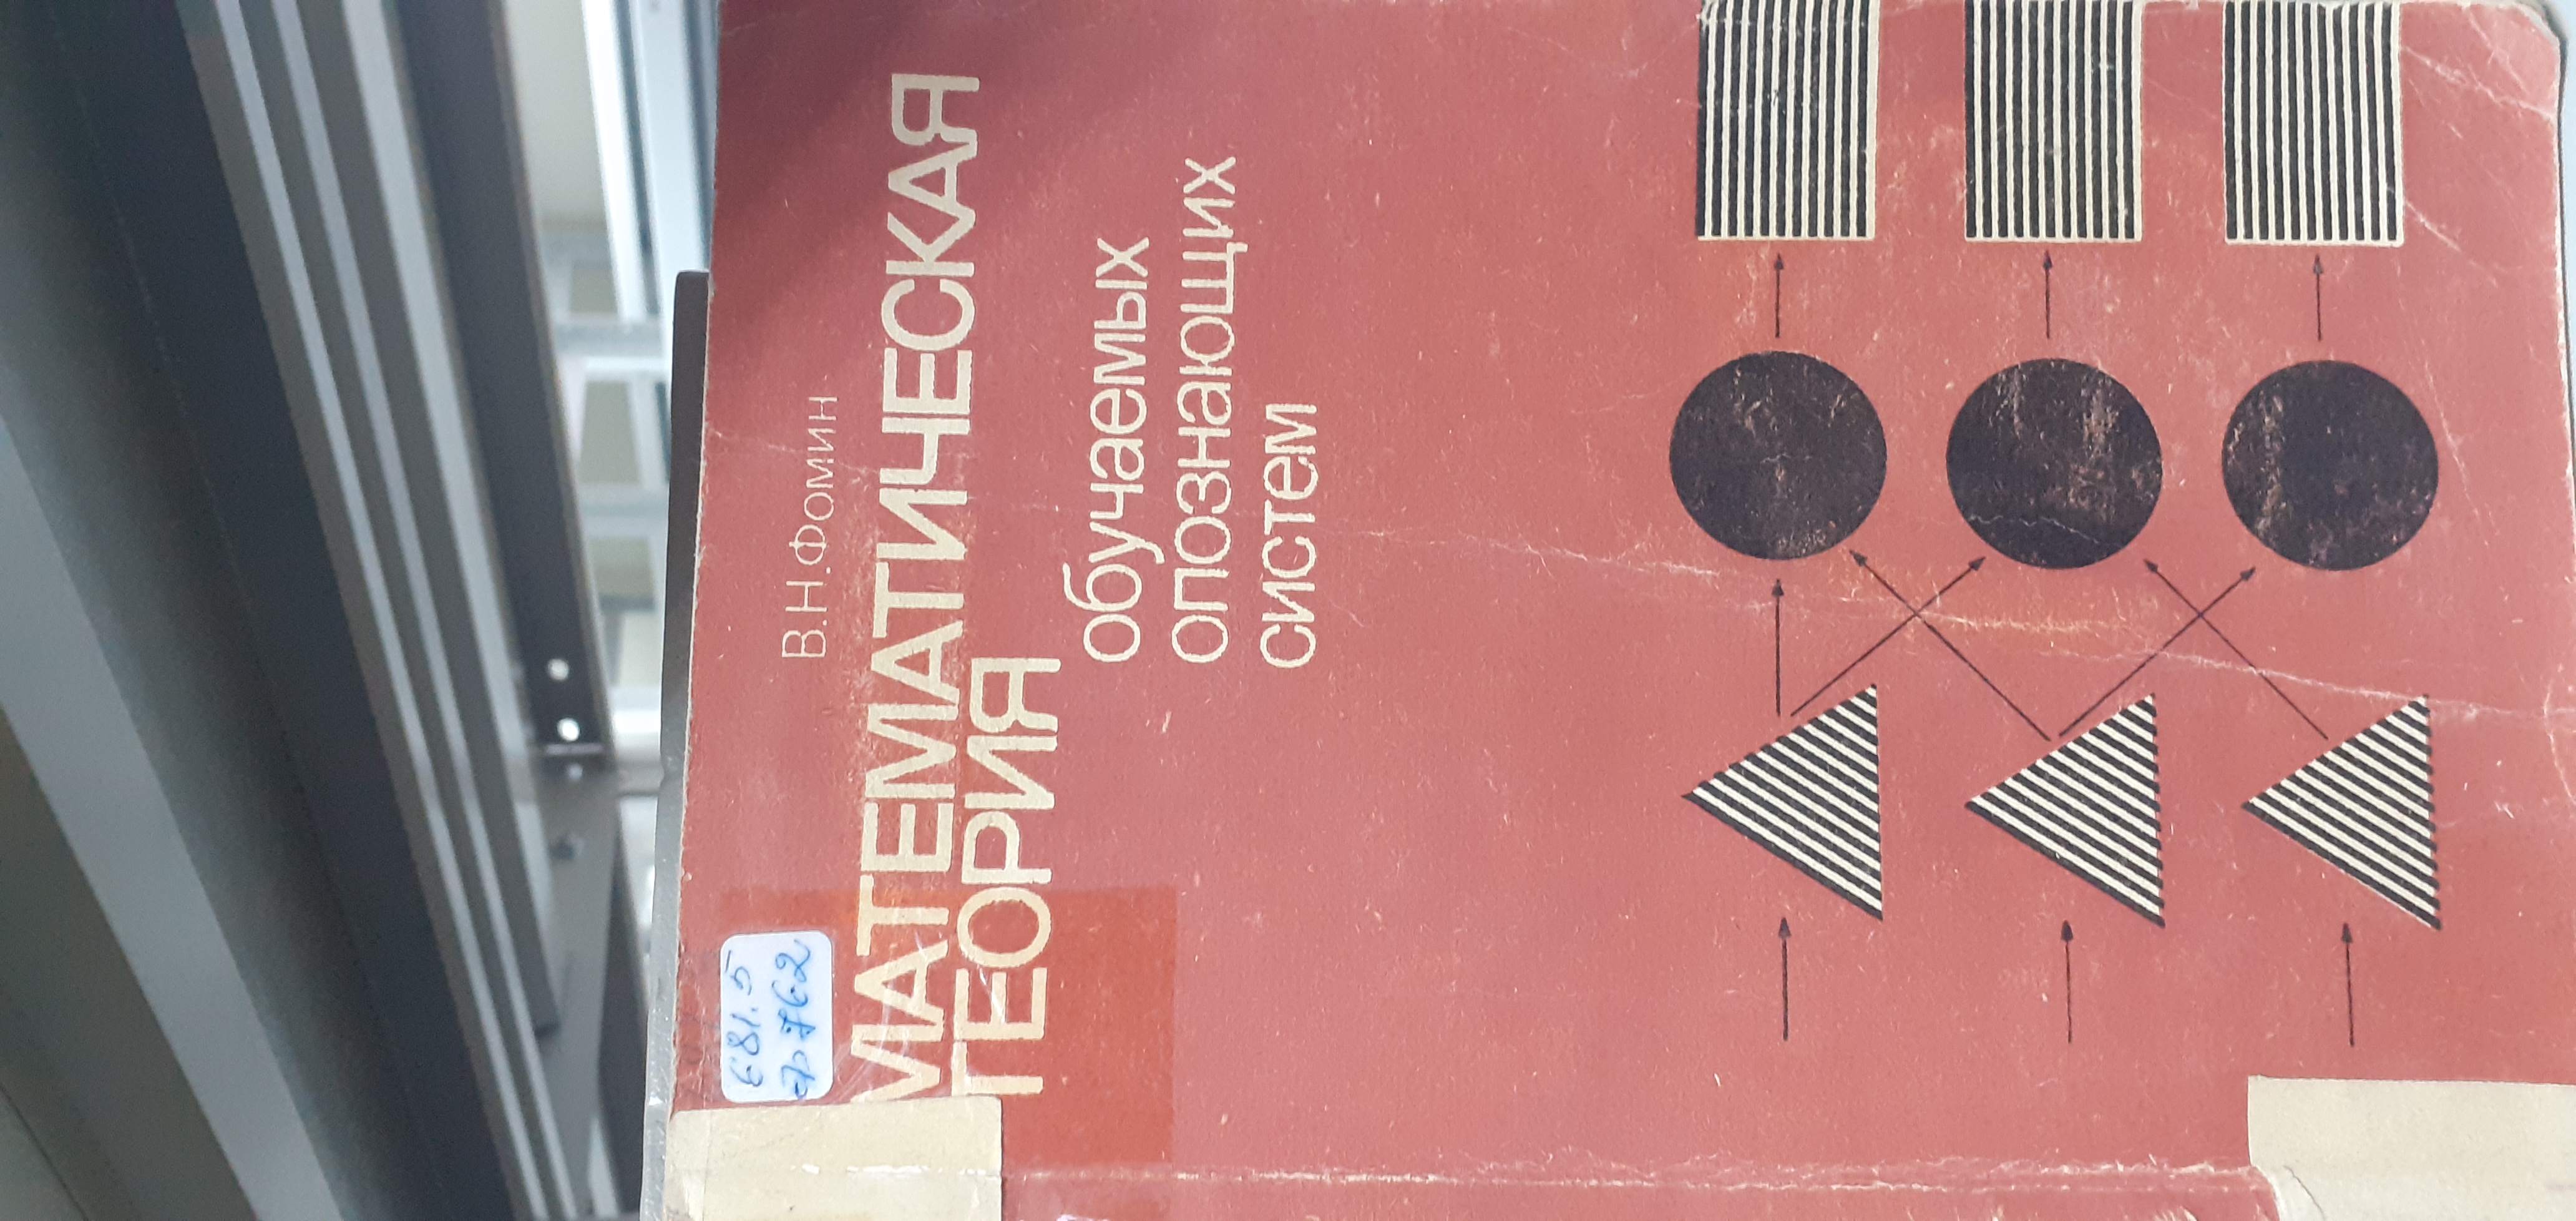 В.Н.Фомин
МАТЕМАТИЧЕСКАЯ
ТЕОРИЯ
обучаемых
опознающих
систем
681.5
Ф762